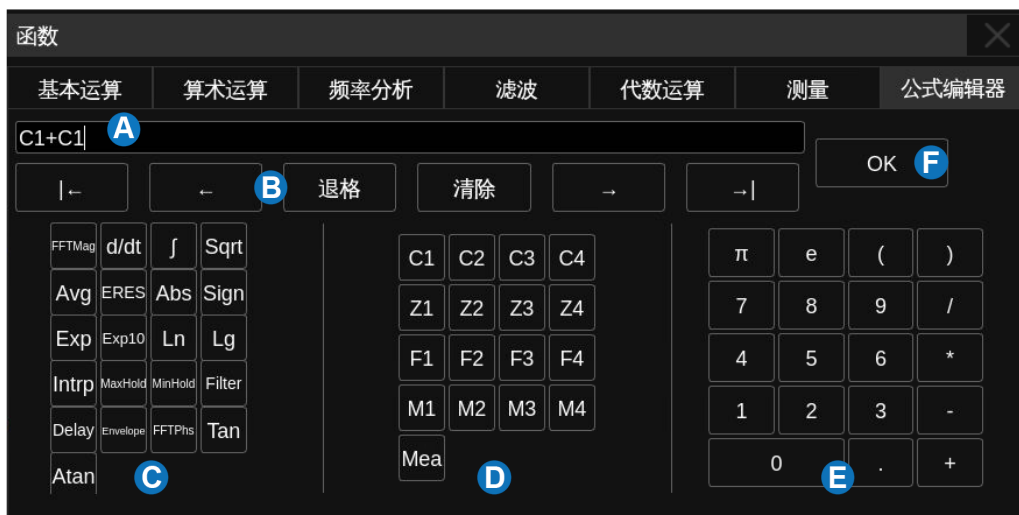 函数
基本运算 算术运算 频率分析 滤波 代数运算 测量 公式编辑器
C1+C1 A
OK F
|← ← B 退格 清除 → →|
FFTMag d/dt ∫ Sqrt
Avg ERES Abs Sign
Exp Exp10 Ln Lg
Intrp MaxHold MinHold Filter
Delay Envelope FFTPhs Tan
Atan C
C1 C2 C3 C4
Z1 Z2 Z3 Z4
F1 F2 F3 F4
M1 M2 M3 M4
Mea D
π e ( )
7 8 9 /
4 5 6 *
1 2 3 -
0 E . +